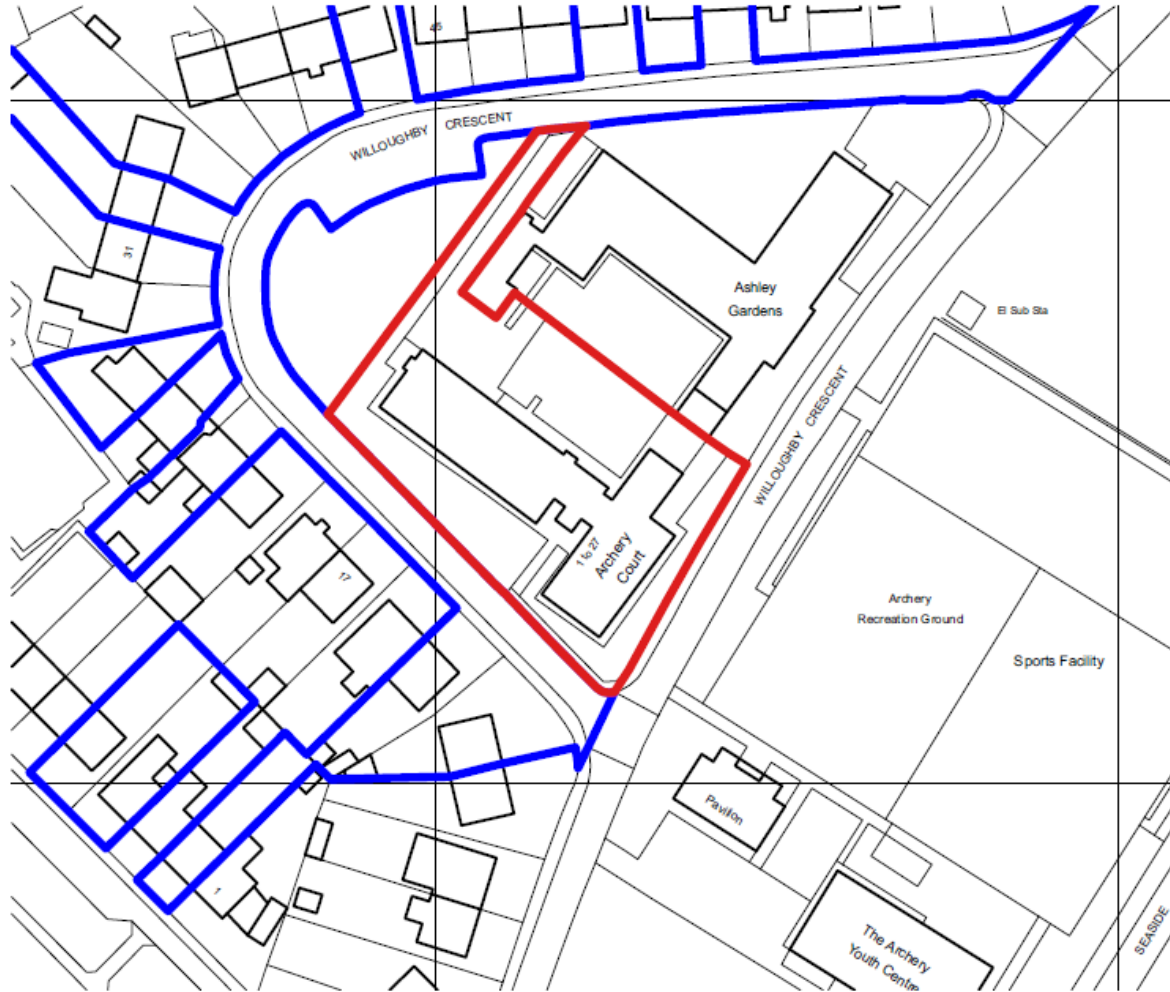 45
WILLOUGHBY CRESCENT
31
Ashley
Gardens
El Sub Sta
WILLOUGHBY CRESCENT
17
1 to 27
Archery
Court
Archery
Recreation Ground
Sports Facility
Pavilion
1
The Archery
Youth Centre
SEASIDE